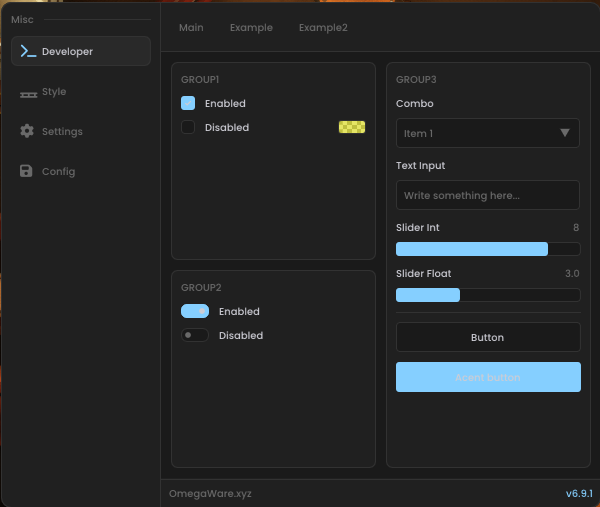 Misc
Developer
Style
Settings
Config
Main
Example
Example2
GROUP1
Enabled
Disabled
GROUP2
Enabled
Disabled
GROUP3
Combo
Item 1
Text Input
Write something here...
Slider Int
8
Slider Float
3.0
Button
Acent button
OmegaWare.xyz
v6.9.1